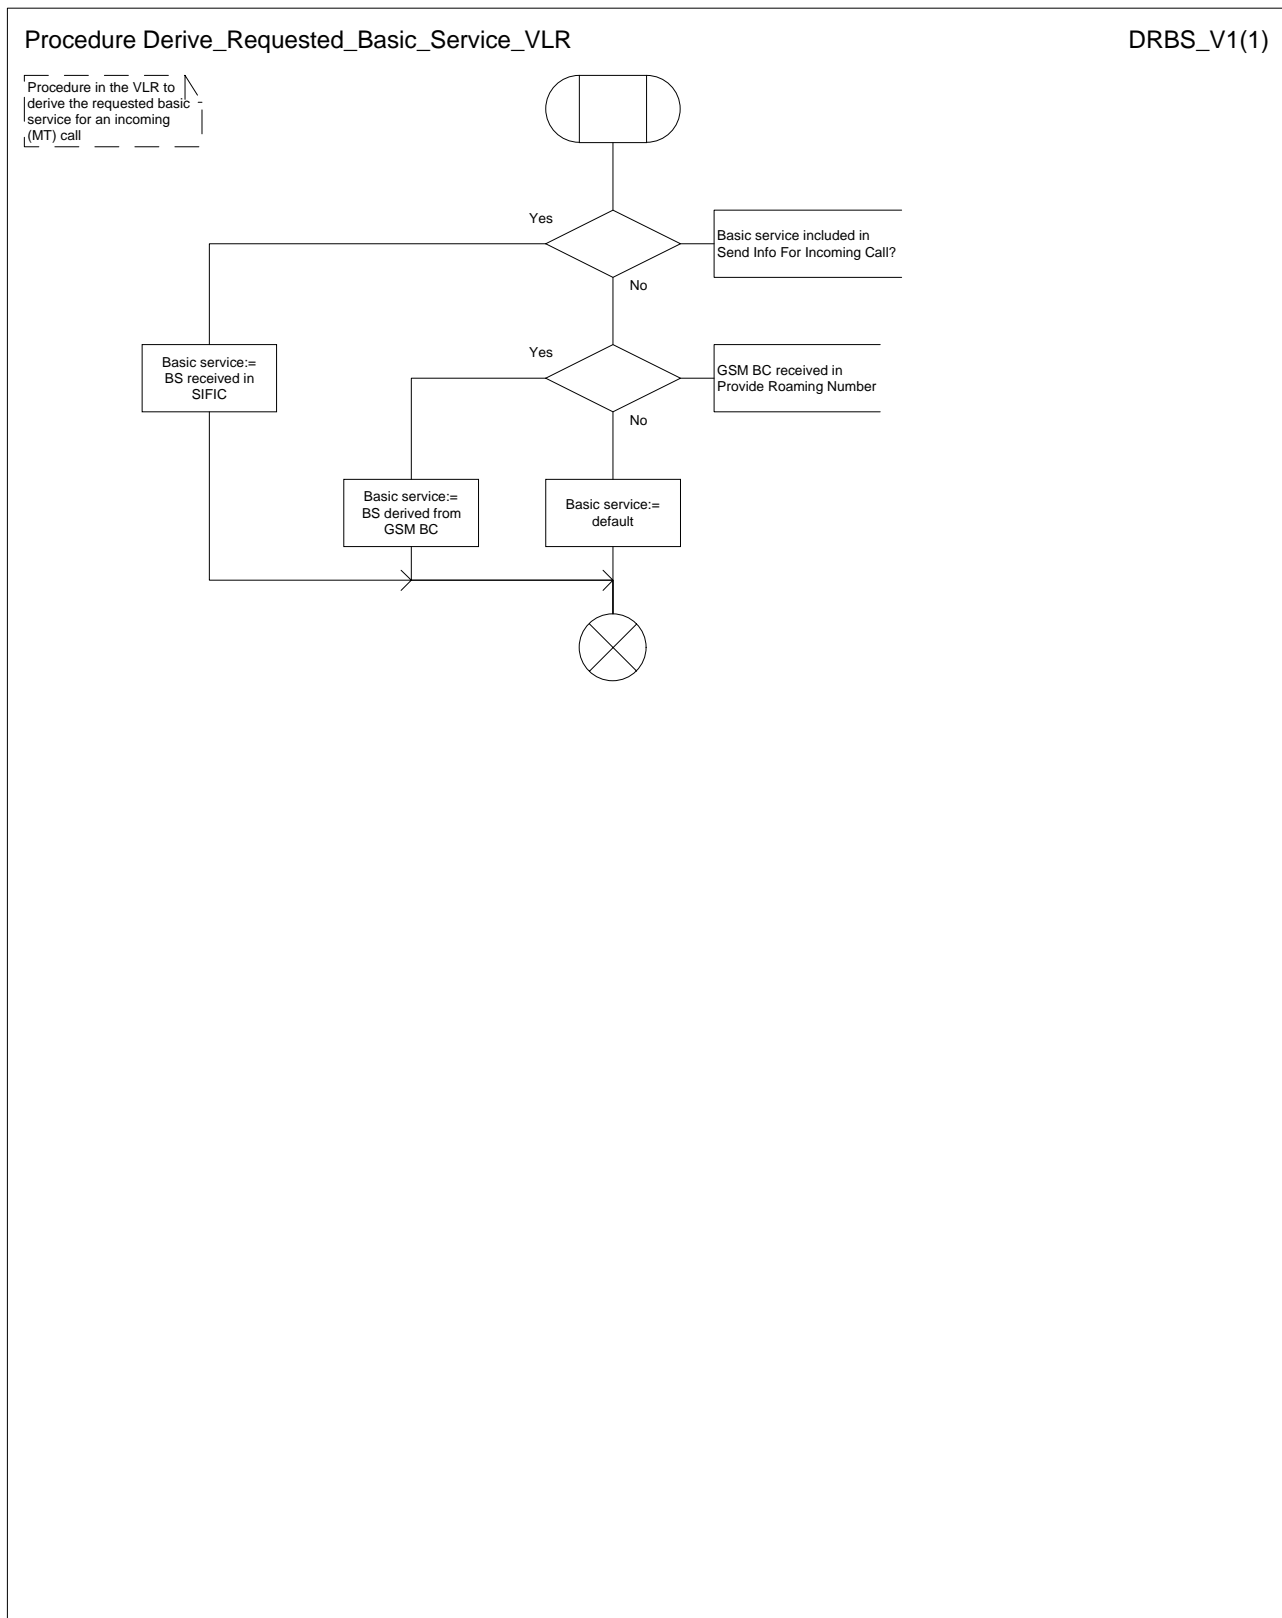 Procedure Derive_Requested_Basic_Service_VLR
DRBS_V1(1)
Procedure in the VLR to
derive the requested basic
service for an incoming
(MT) call
Yes
Basic service included in
Send Info For Incoming Call?
No
Yes
GSM BC received in
Provide Roaming Number
No
Basic service:=
BS received in
SIFIC
Basic service:=
BS derived from
GSM BC
Basic service:=
default